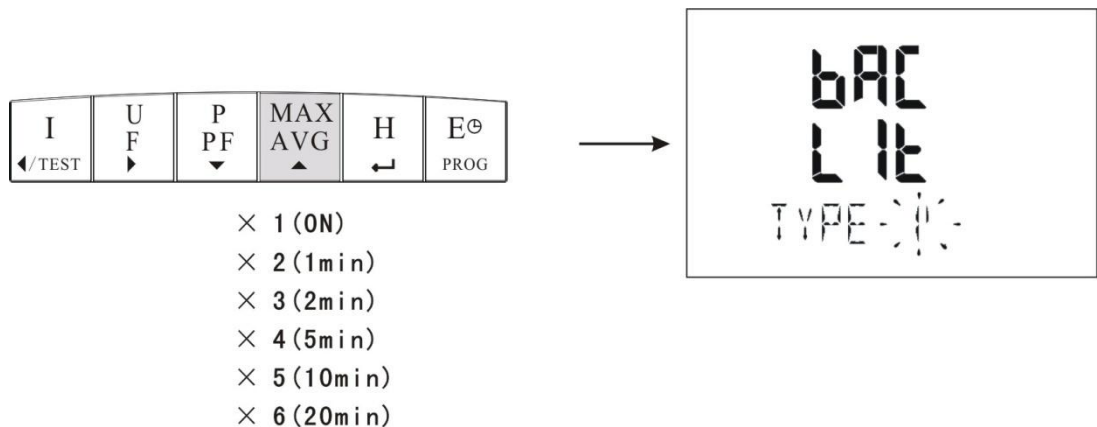 I
◀/TEST
U
F
▶
P
PF
▼
MAX
AVG
▲
H
↵
E◷
PROG
× 1(ON)
× 2(1min)
× 3(2min)
× 4(5min)
× 5(10min)
× 6(20min)
bAC
LIt
TYPE-1-